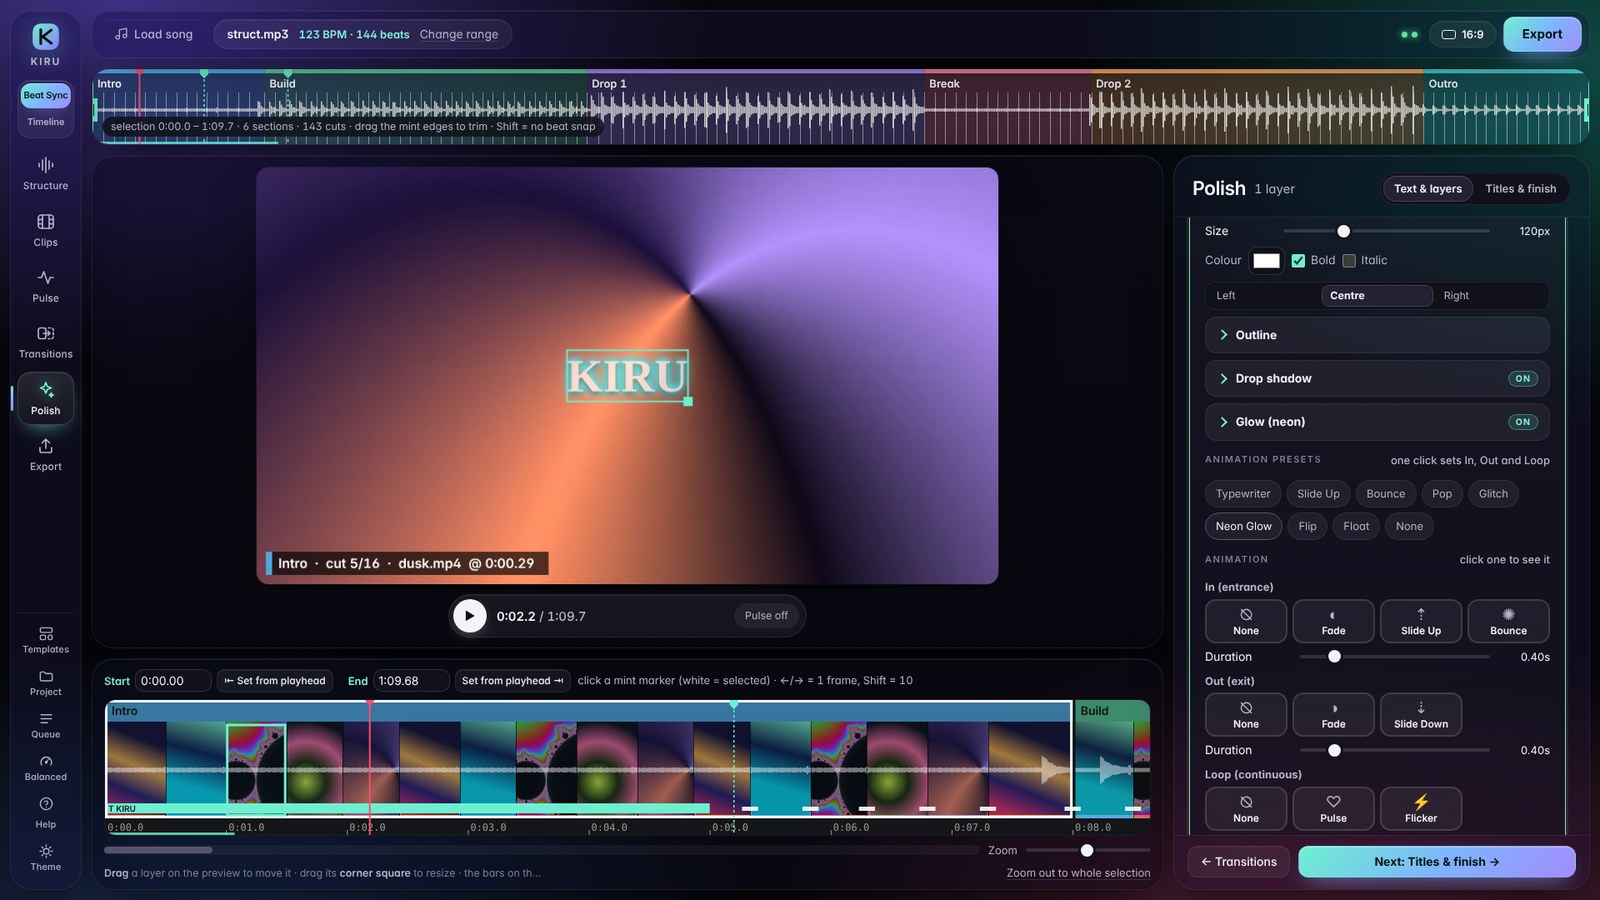 KIRU
Beat Sync
Timeline
Structure
Clips
Pulse
Transitions
Polish
Export
Templates
Project
Queue
Balanced
Help
Theme
Load song
struct.mp3 123 BPM · 144 beats Change range
16:9
Export
Intro
Build
Drop 1
Break
Drop 2
Outro
selection 0:00.0 – 1:09.7 · 6 sections · 143 cuts · drag the mint edges to trim · Shift = no beat snap
KIRU
Intro · cut 5/16 · dusk.mp4 @ 0:00.29
0:02.2 / 1:09.7
Pulse off
Start 0:00.00 ⇤ Set from playhead End 1:09.68 Set from playhead ⇥ click a mint marker (white = selected) · ←/→ = 1 frame, Shift = 10
Intro
Build
T KIRU
0:00.0 0:01.0 0:02.0 0:03.0 0:04.0 0:05.0 0:06.0 0:07.0 0:08.0
Zoom
Drag a layer on the preview to move it · drag its corner square to resize · the bars on th...
Zoom out to whole selection
Polish 1 layer
Text & layers
Titles & finish
Size 120px
Colour Bold Italic
Left Centre Right
Outline
Drop shadow ON
Glow (neon) ON
ANIMATION PRESETS one click sets In, Out and Loop
Typewriter Slide Up Bounce Pop Glitch
Neon Glow Flip Float None
ANIMATION click one to see it
In (entrance)
None Fade Slide Up Bounce
Duration 0.40s
Out (exit)
None Fade Slide Down
Duration 0.40s
Loop (continuous)
None Pulse Flicker
← Transitions
Next: Titles & finish →